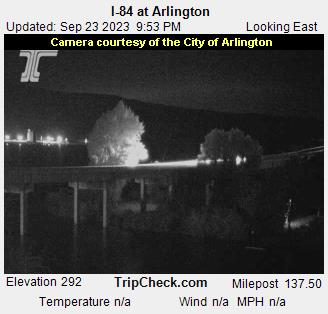 I-84 at Arlington
Updated: Sep 23 2023 9:53 PM Looking East
Camera courtesy of the City of Arlington
Elevation 292 TripCheck.com Milepost 137.50
Temperature n/a Wind n/a MPH n/a